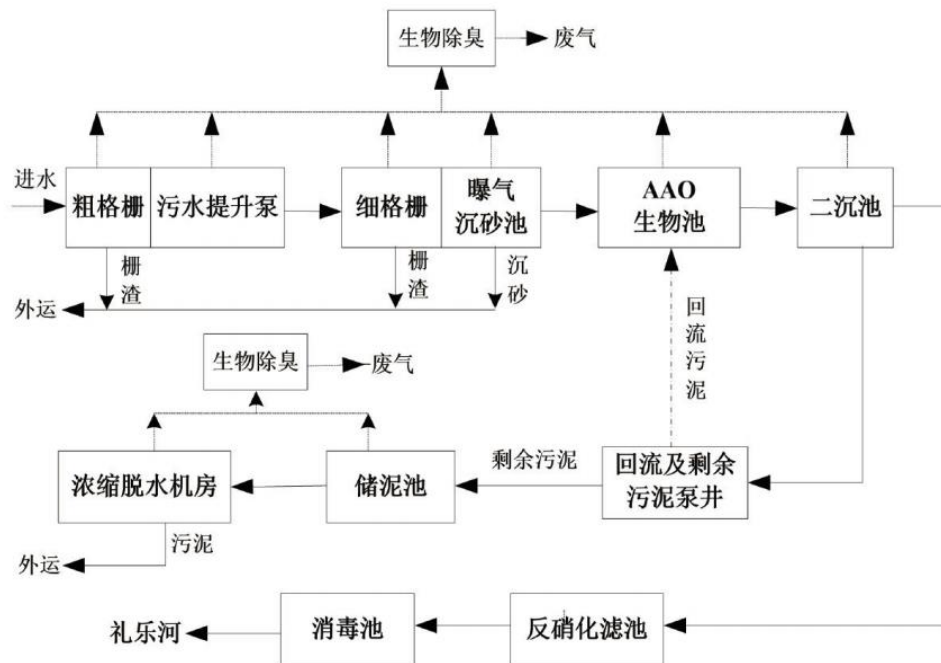 生物除臭
废气
进水
粗格栅
污水提升泵
细格栅
曝气
沉砂池
AAO
生物池
二沉池
栅渣
栅渣
沉砂
外运
回流污泥
生物除臭
废气
浓缩脱水机房
储泥池
剩余污泥
回流及剩余
污泥泵井
污泥
外运
礼乐河
消毒池
反硝化滤池